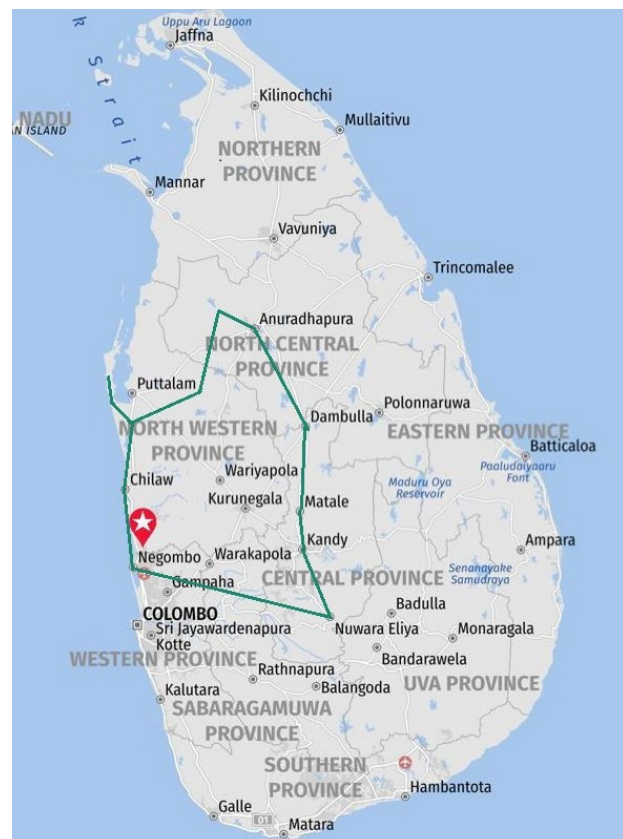 Uppu Aru Lagoon
Jaffna
k Strait
Kilinochchi
NADU
AN ISLAND
Mullaitivu
NORTHERN
PROVINCE
Mannar
Vavuniya
Trincomalee
Anuradhapura
NORTH CENTRAL
PROVINCE
Puttalam
Polonnaruwa
Dambulla
NORTH WESTERN
PROVINCE
EASTERN PROVINCE
Batticaloa
Wariyapola
Paaludaiyaaru
Font
Chilaw
Maduru Oya
Reservoir
Kurunegala
Matale
Kandy
Ampara
Negombo
Warakapola
Senanayake
Samudraya
CENTRAL PROVINCE
Gampaha
Badulla
COLOMBO
Sri Jayawardenapura
Kotte
Nuwara Eliya
Monaragala
WESTERN PROVINCE
Bandarawela
Rathnapura
Balangoda
UVA PROVINCE
Kalutara
SABARAGAMUWA
PROVINCE
SOUTHERN
PROVINCE
Hambantota
Galle
01
Matara